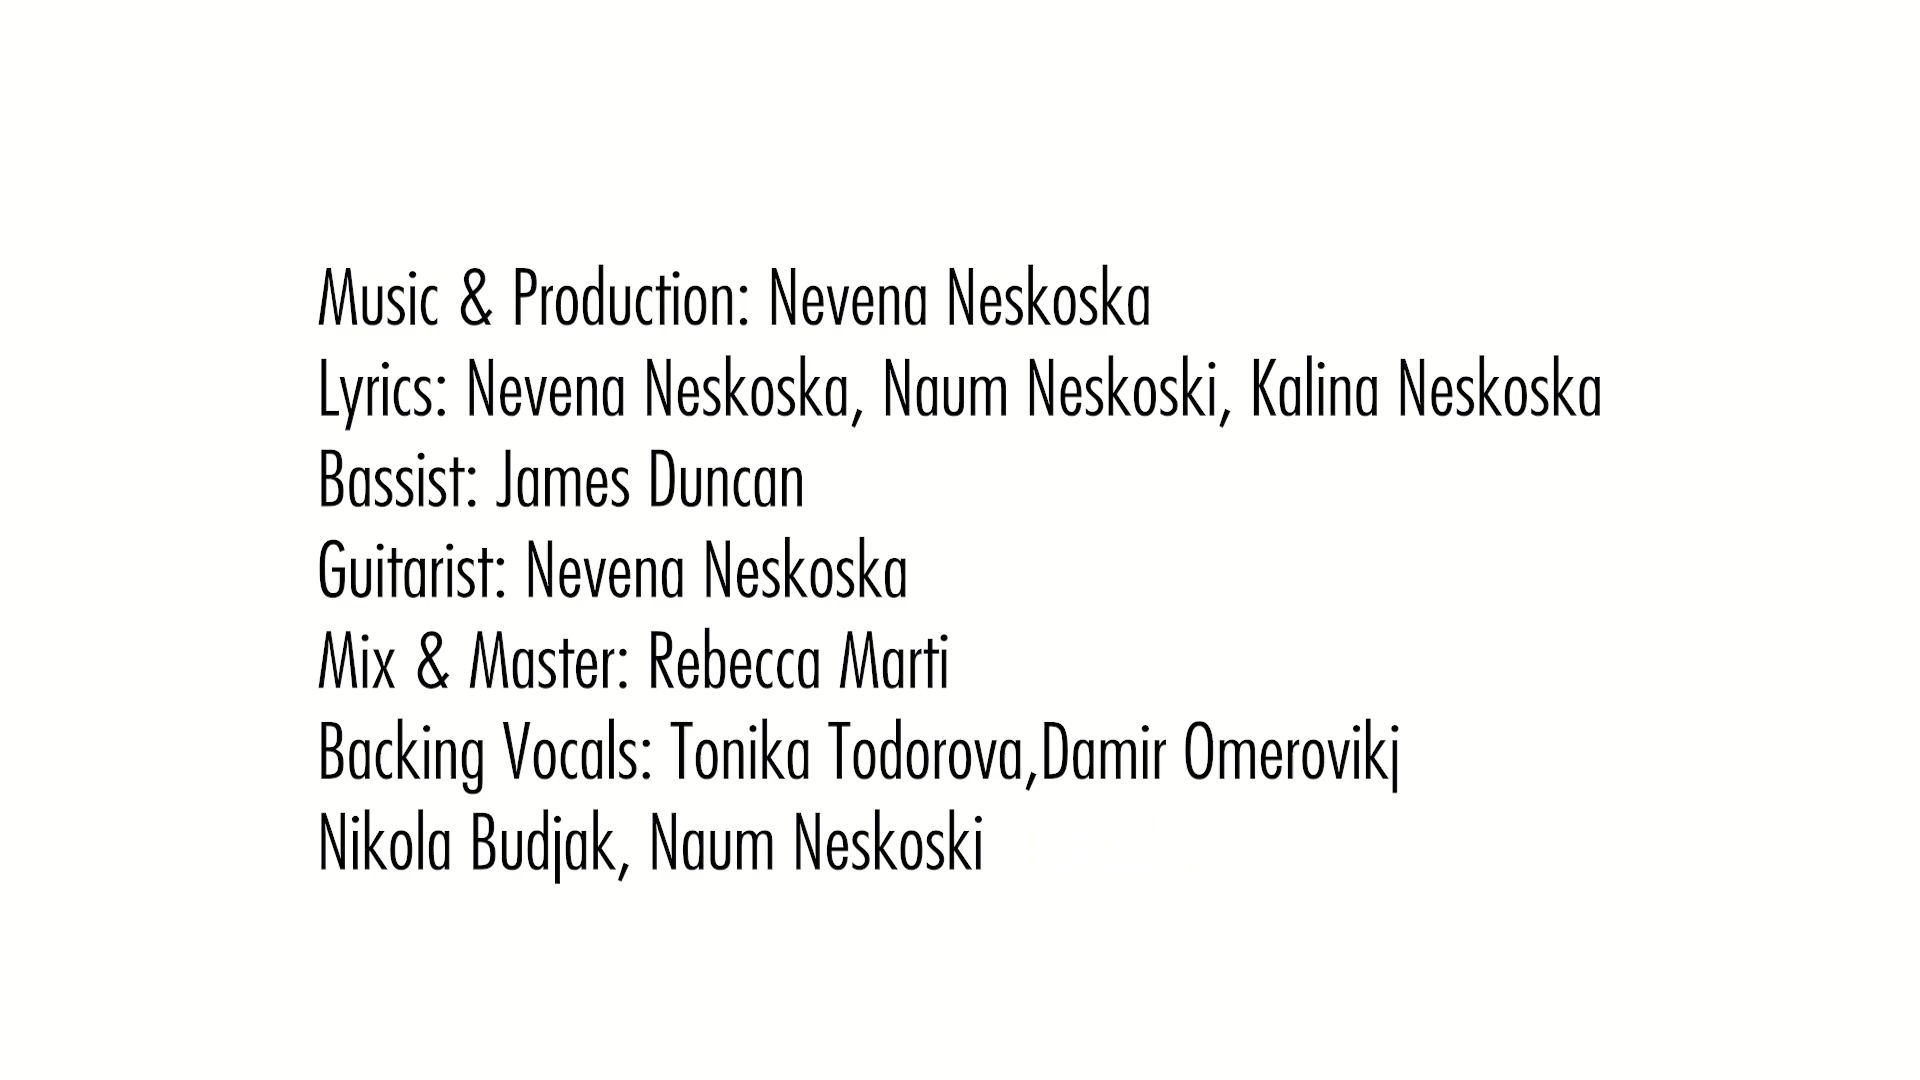 Music & Production: Nevena Neskoska
Lyrics: Nevena Neskoska, Naum Neskoski, Kalina Neskoska
Bassist: James Duncan
Guitarist: Nevena Neskoska
Mix & Master: Rebecca Marti
Backing Vocals: Tonika Todorova,Damir Omerovikj
Nikola Budjak, Naum Neskoski